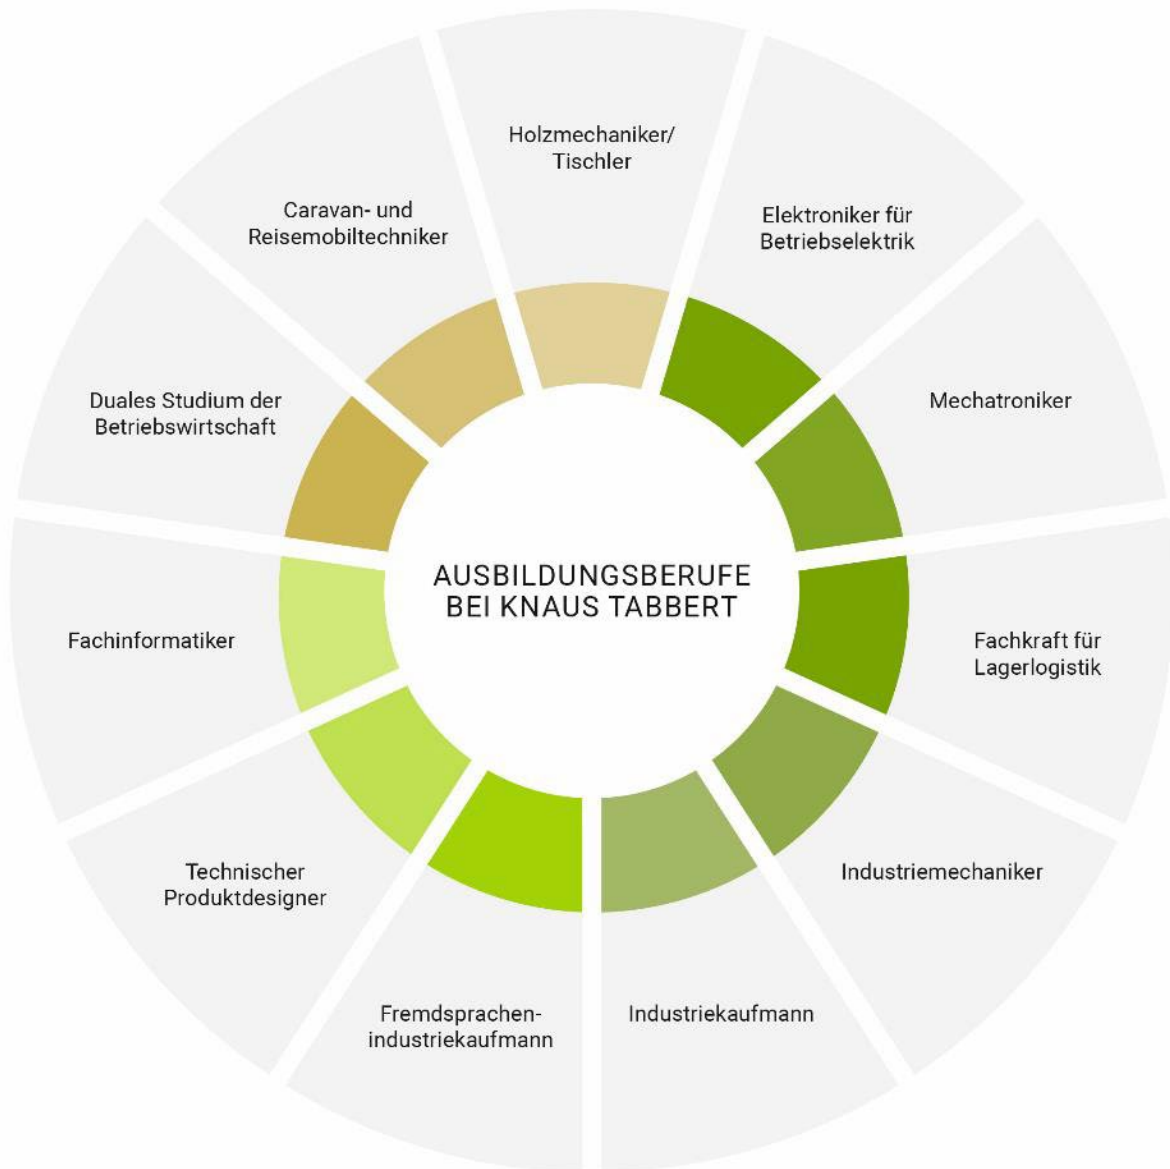 Holzmechaniker/
Tischler
Elektroniker für
Betriebselektrik
Mechatroniker
Fachkraft für
Lagerlogistik
Industriemechaniker
Industriekaufmann
Fremdsprachen-
industriekaufmann
Technischer
Produktdesigner
Fachinformatiker
Duales Studium der
Betriebswirtschaft
Caravan- und
Reisemobiltechniker
AUSBILDUNGSBERUFE
BEI KNAUS TABBERT